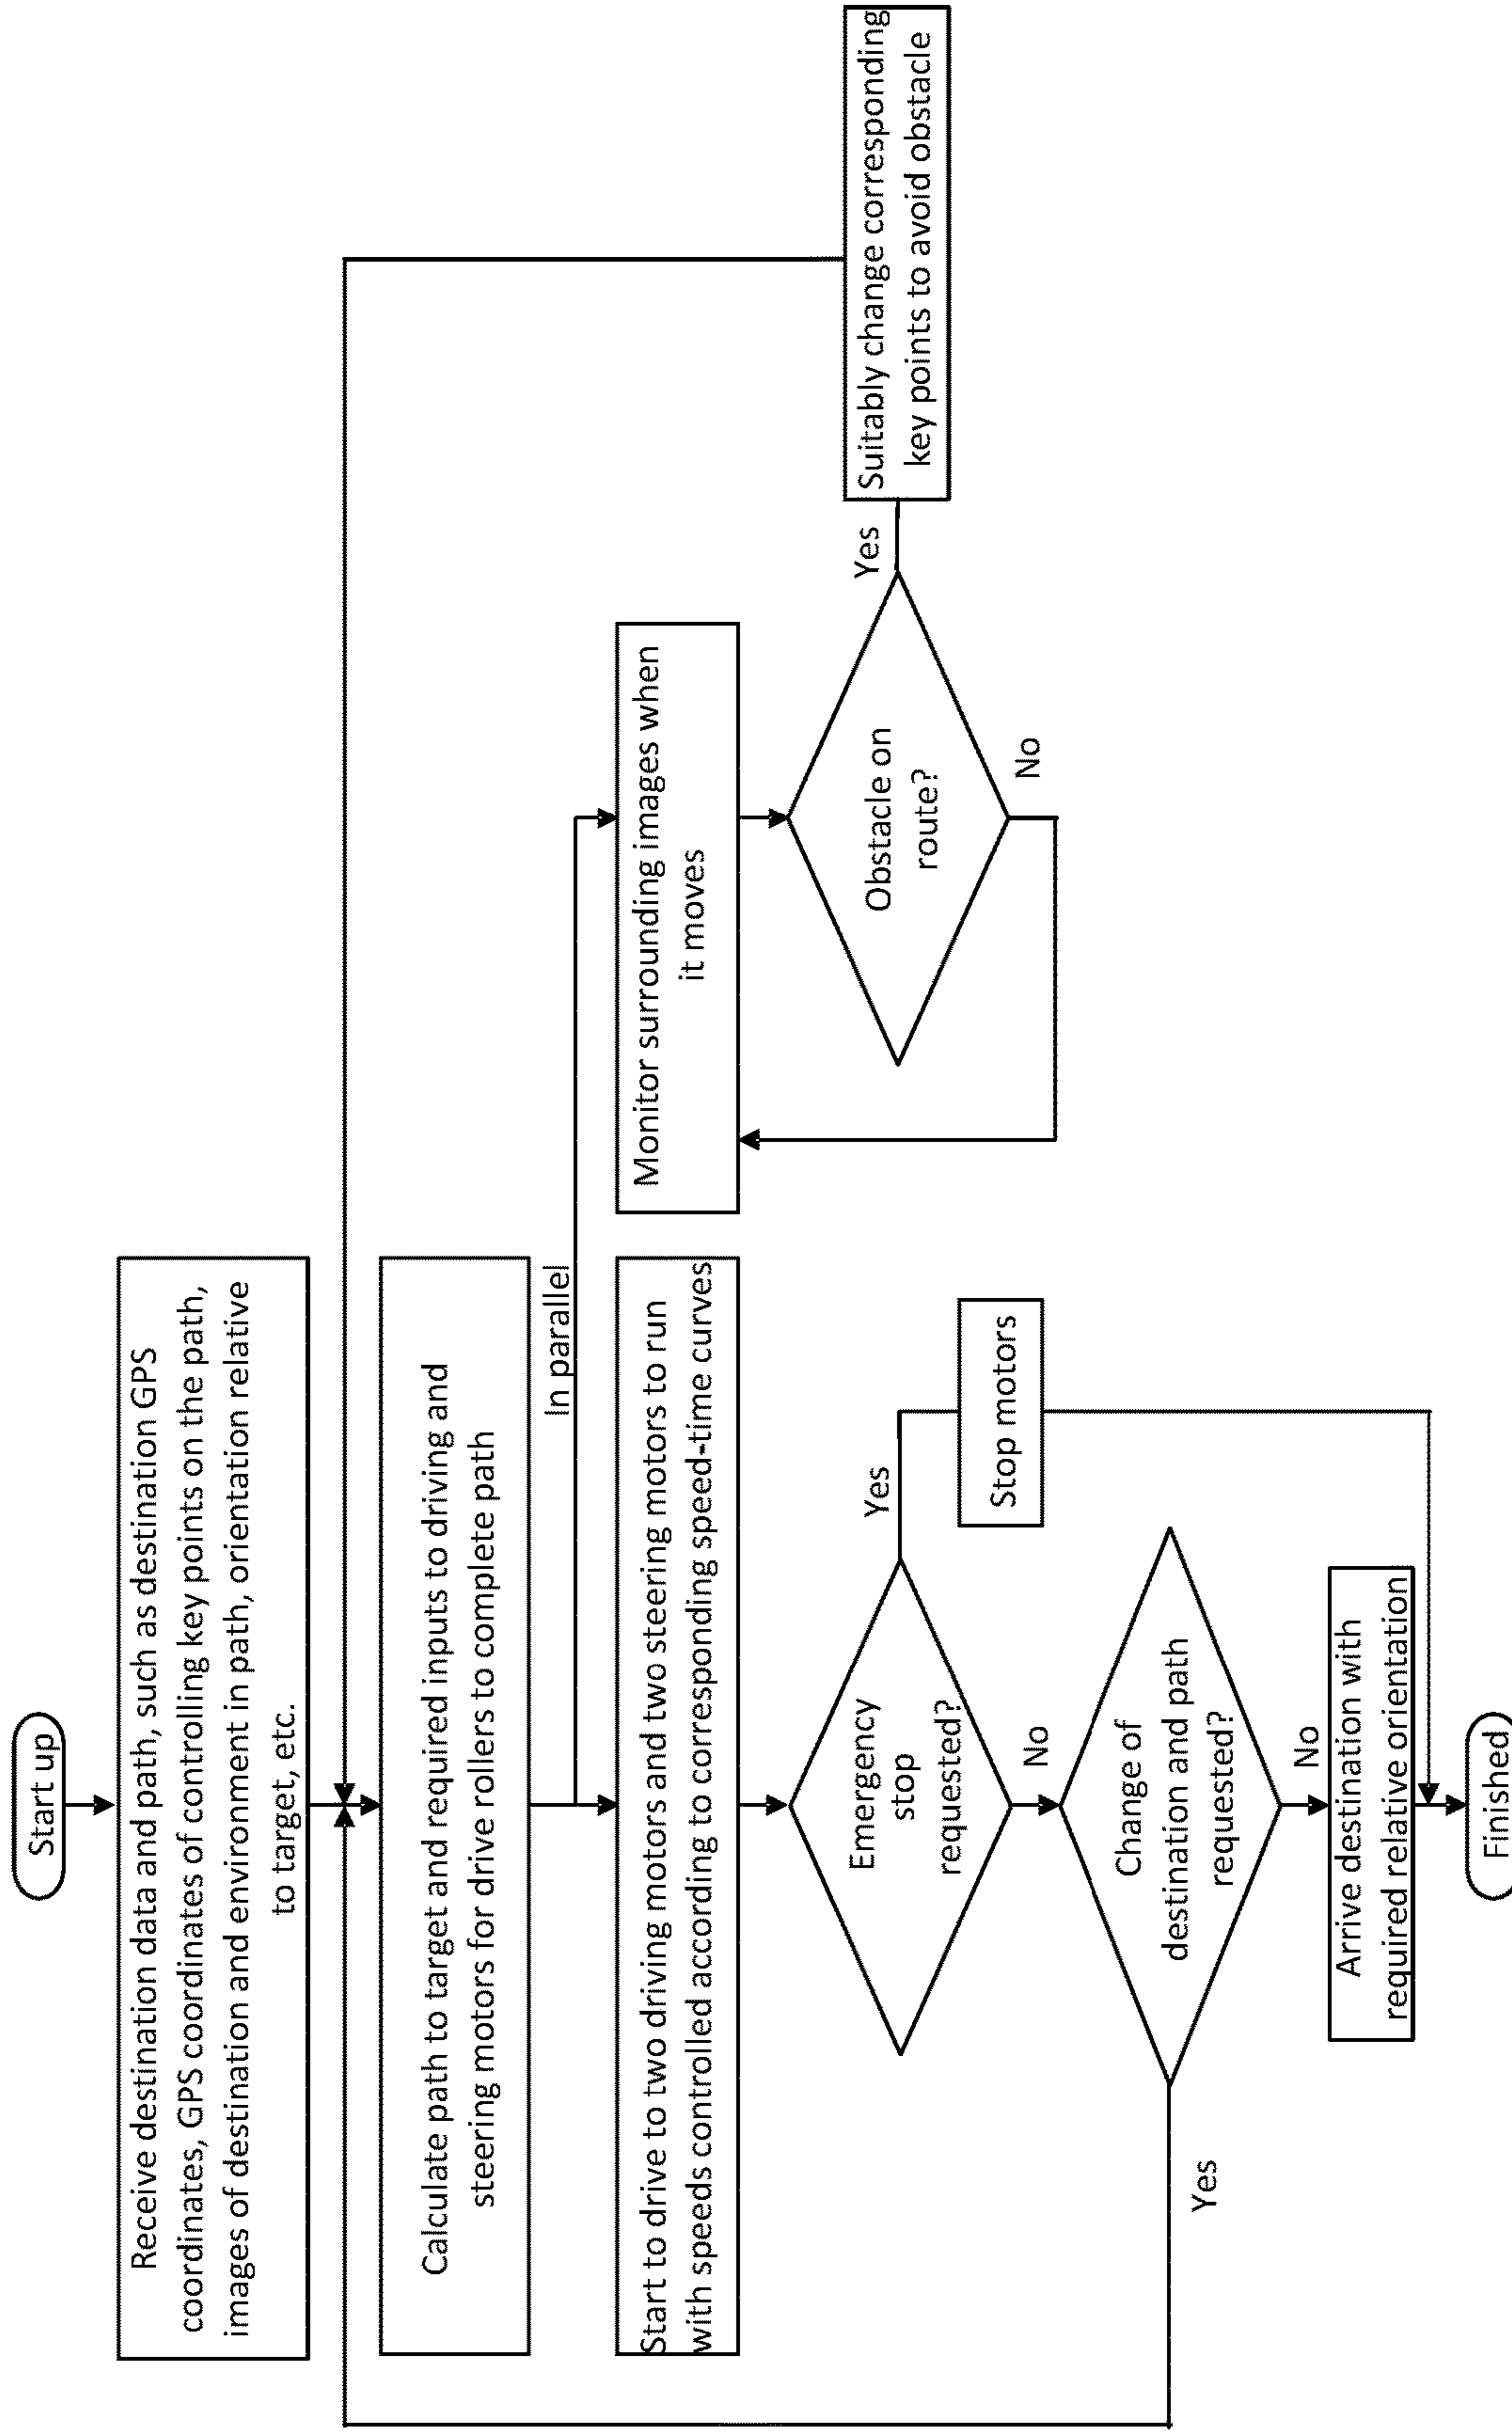 Start up
Receive destination data and path, such as destination GPS
coordinates, GPS coordinates of controlling key points on the path,
images of destination and environment in path, orientation relative
to target, etc.
Calculate path to target and required inputs to driving and
steering motors for drive rollers to complete path
In parallel
Start to drive to two driving motors and two steering motors to run
with speeds controlled according to corresponding speed-time curves
Monitor surrounding images when
it moves
Emergency
stop
requested?
Yes
No
Stop motors
Obstacle on
route?
Yes
No
Suitably change corresponding
key points to avoid obstacle
Change of
destination and path
requested?
Yes
No
Arrive destination with
required relative orientation
Finished